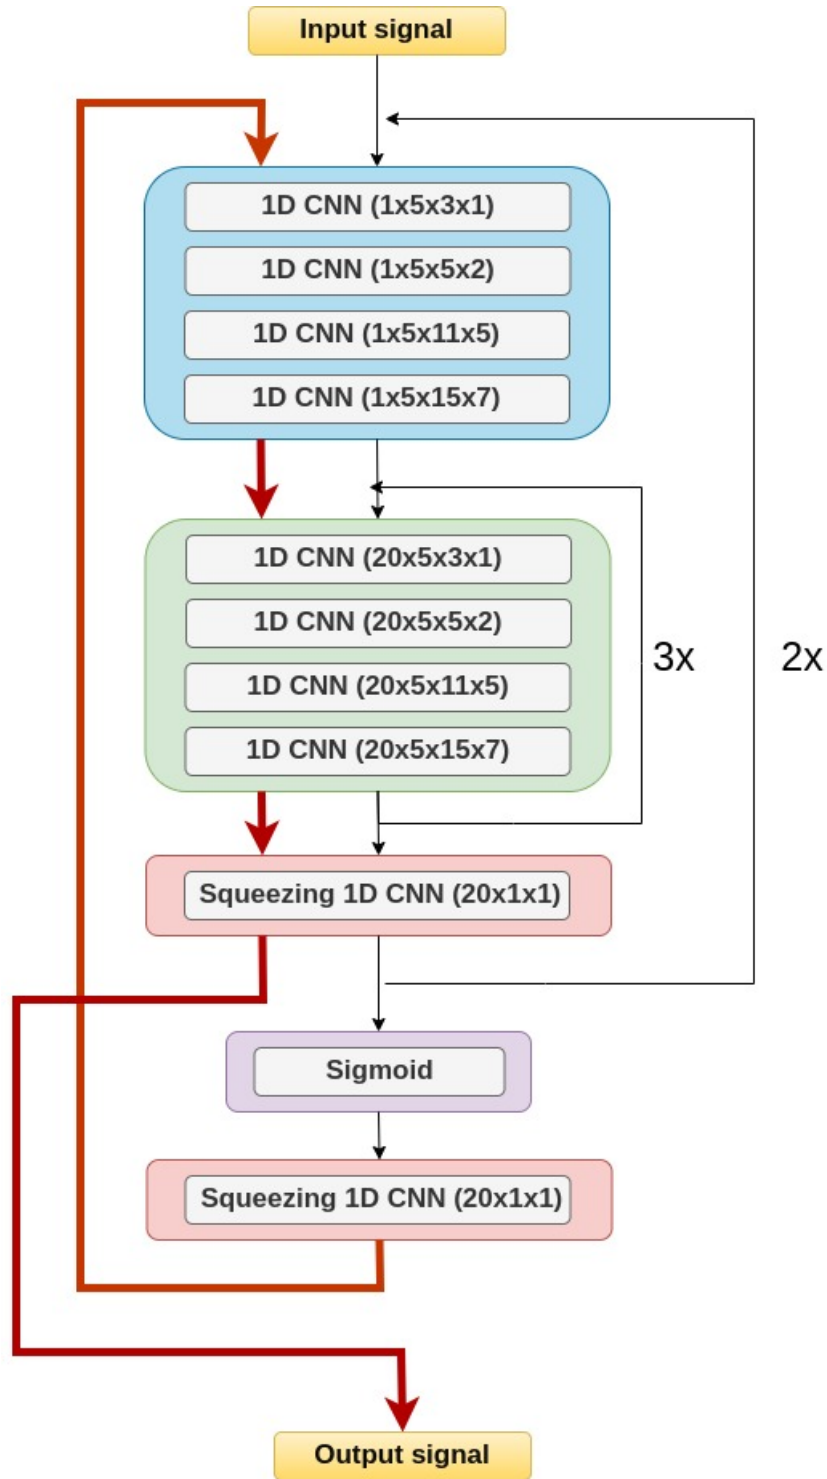 Input signal
1D CNN (1x5x3x1)
1D CNN (1x5x5x2)
1D CNN (1x5x11x5)
1D CNN (1x5x15x7)
1D CNN (20x5x3x1)
1D CNN (20x5x5x2)
1D CNN (20x5x11x5)
1D CNN (20x5x15x7)
3x
2x
Squeezing 1D CNN (20x1x1)
Sigmoid
Squeezing 1D CNN (20x1x1)
Output signal